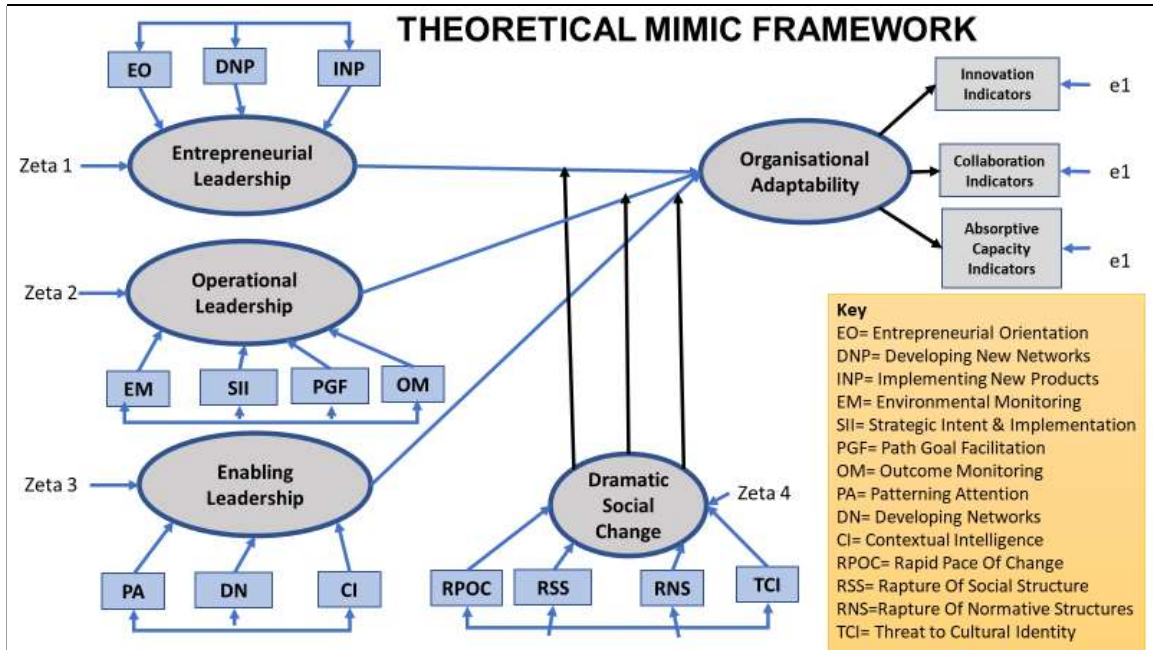 THEORETICAL MIMIC FRAMEWORK
EO
DNP
INP
Zeta 1
Entrepreneurial
Leadership
Organisational
Adaptability
Innovation
Indicators
e1
Collaboration
Indicators
e1
Absorptive
Capacity
Indicators
e1
Zeta 2
Operational
Leadership
EM
SII
PGF
OM
Zeta 3
Enabling
Leadership
PA
DN
CI
Dramatic
Social
Change
Zeta 4
RPOC
RSS
RNS
TCI
Key
EO= Entrepreneurial Orientation
DNP= Developing New Networks
INP= Implementing New Products
EM= Environmental Monitoring
SII= Strategic Intent & Implementation
PGF= Path Goal Facilitation
OM= Outcome Monitoring
PA= Patterning Attention
DN= Developing Networks
CI= Contextual Intelligence
RPOC= Rapid Pace Of Change
RSS= Rapture Of Social Structure
RNS=Rapture Of Normative Structures
TCI= Threat to Cultural Identity